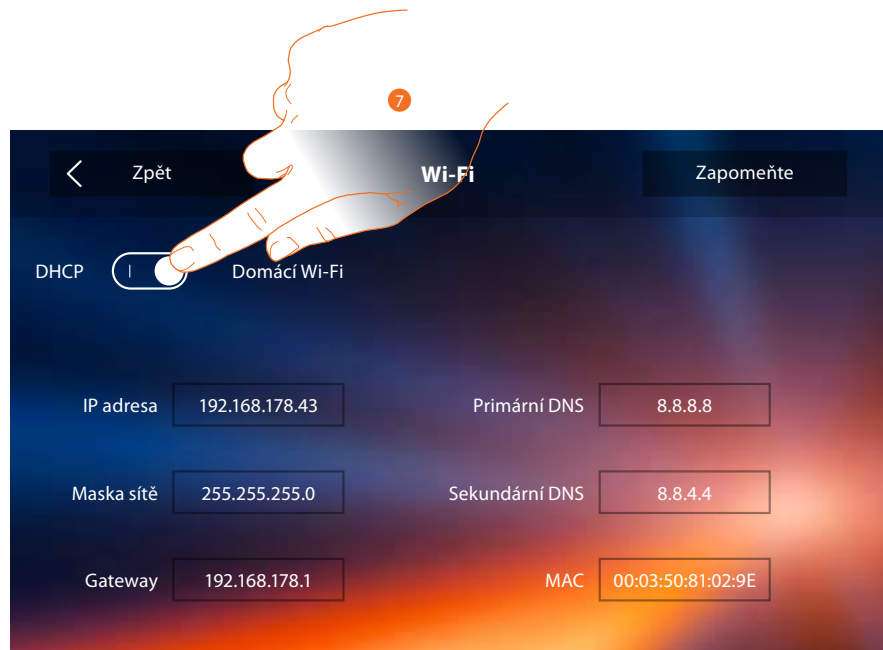 7
Zpět
Wi-Fi
Zapomeňte
DHCP
Domácí Wi-Fi
IP adresa 192.168.178.43
Primární DNS 8.8.8.8
Maska sítě 255.255.255.0
Sekundární DNS 8.8.4.4
Gateway 192.168.178.1
MAC 00:03:50:81:02:9E